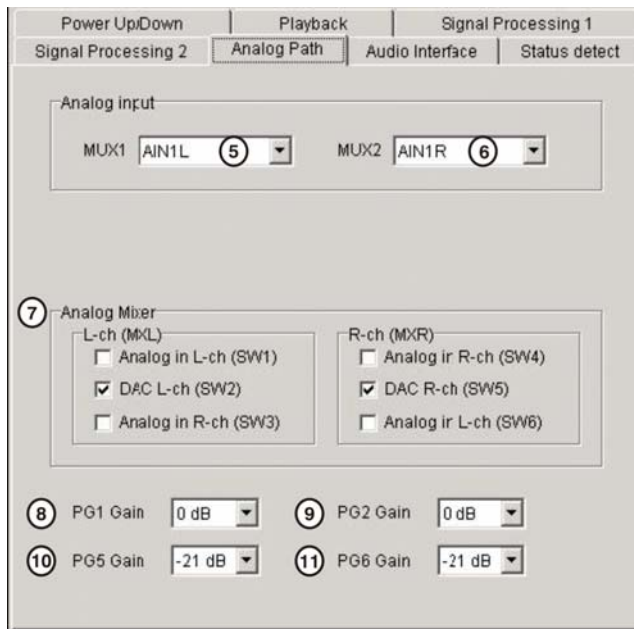 Power Up/Down Playback Signal Processing 1
Signal Processing 2 Analog Path Audio Interface Status detect
Analog input
MUX1 AIN1L 5 MUX2 AIN1R 6
7 Analog Mixer
L-ch (MXL) R-ch (MXR)
Analog in L-ch (SW1) Analog in R-ch (SW4)
DAC L-ch (SW2) DAC R-ch (SW5)
Analog in R-ch (SW3) Analog in L-ch (SW6)
8 PG1 Gain 0 dB 9 PG2 Gain 0 dB
10 PG5 Gain -21 dB 11 PG6 Gain -21 dB